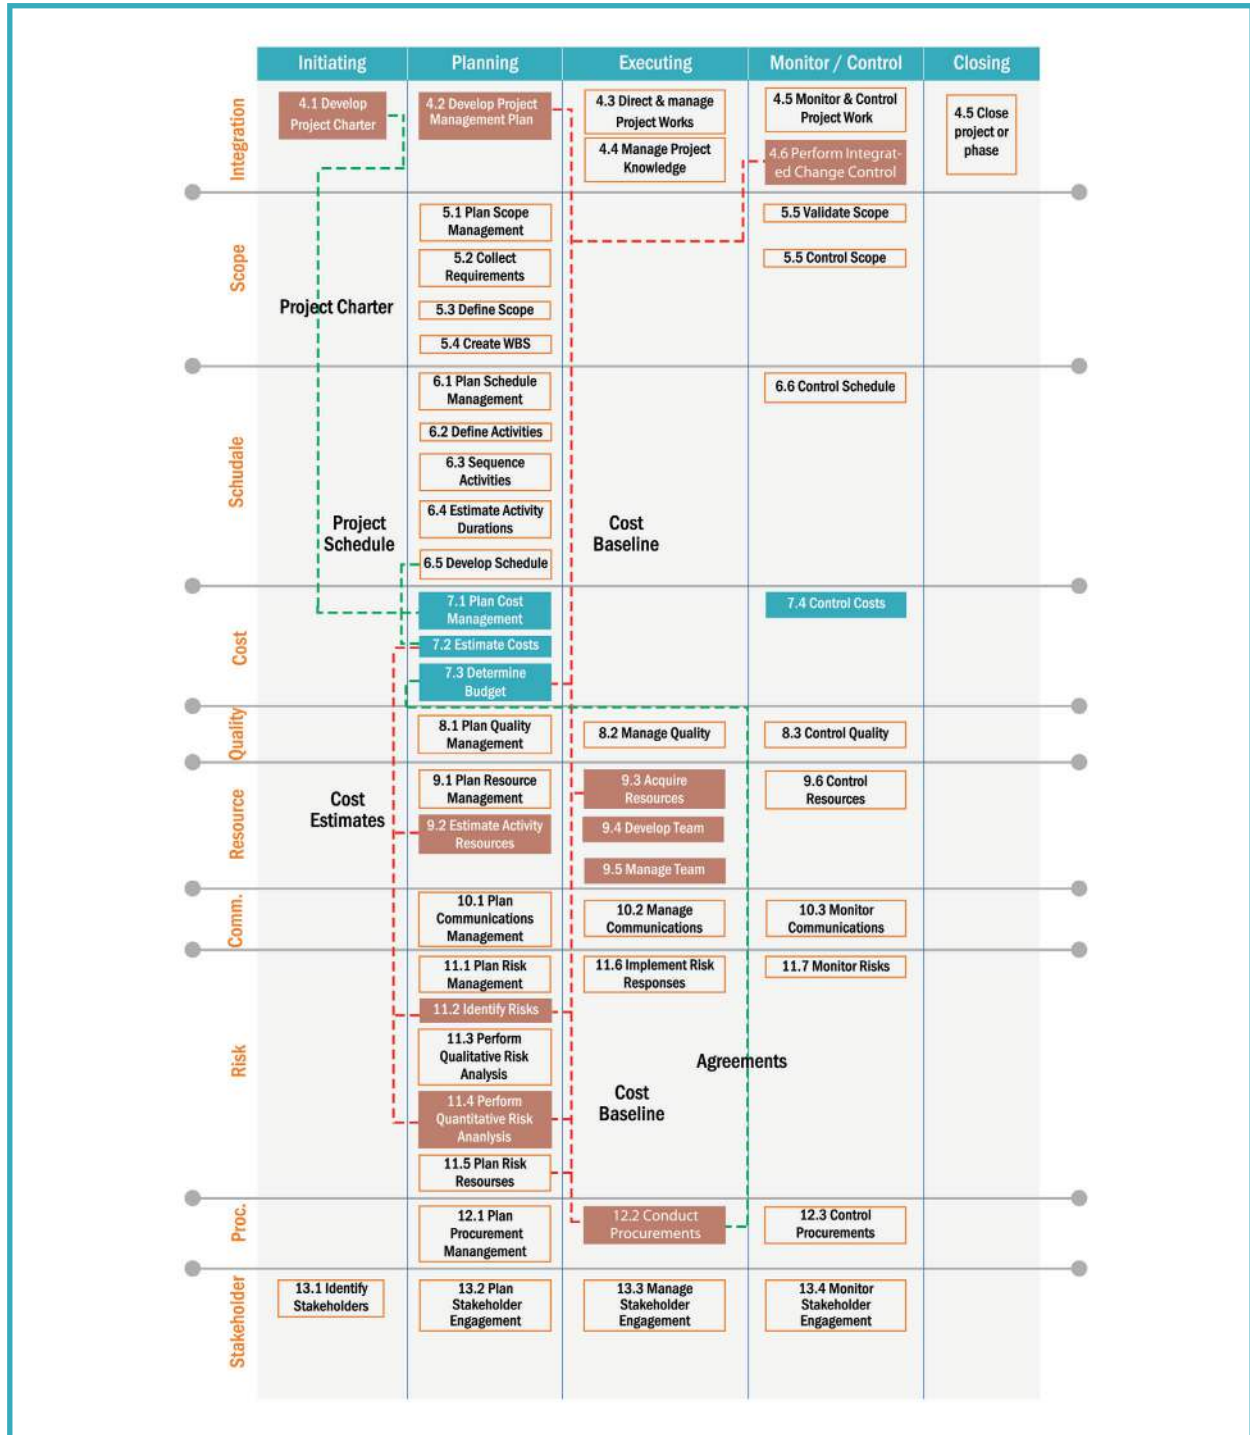 Initiating
Planning
Executing
Monitor / Control
Closing
Integration
4.1 Develop
Project Charter
4.2 Develop Project
Management Plan
4.3 Direct & manage
Project Works
4.4 Manage Project
Knowledge
4.5 Monitor & Control
Project Work
4.6 Perform Integrat-
ed Change Control
4.5 Close
project or
phase
Scope
Project Charter
5.1 Plan Scope
Management
5.2 Collect
Requirements
5.3 Define Scope
5.4 Create WBS
5.5 Validate Scope
5.5 Control Scope
Schudale
Project
Schedule
6.1 Plan Schedule
Management
6.2 Define Activities
6.3 Sequence
Activities
6.4 Estimate Activity
Durations
6.5 Develop Schedule
Cost
Baseline
6.6 Control Schedule
Cost
7.1 Plan Cost
Management
7.2 Estimate Costs
7.3 Determine
Budget
7.4 Control Costs
Quality
8.1 Plan Quality
Management
8.2 Manage Quality
8.3 Control Quality
Resource
Cost
Estimates
9.1 Plan Resource
Management
9.2 Estimate Activity
Resources
9.3 Acquire
Resources
9.4 Develop Team
9.5 Manage Team
9.6 Control
Resources
Comm.
10.1 Plan
Communications
Management
10.2 Manage
Communications
10.3 Monitor
Communications
Risk
11.1 Plan Risk
Management
11.2 Identify Risks
11.3 Perform
Qualitative Risk
Analysis
11.4 Perform
Quantitative Risk
Ananlysis
11.5 Plan Risk
Resourses
11.6 Implement Risk
Responses
Cost
Baseline
Agreements
11.7 Monitor Risks
Proc.
12.1 Plan
Procurement
Manangement
12.2 Conduct
Procurements
12.3 Control
Procurements
Stakeholder
13.1 Identify
Stakeholders
13.2 Plan
Stakeholder
Engagement
13.3 Manage
Stakeholder
Engagement
13.4 Monitor
Stakeholder
Engagement